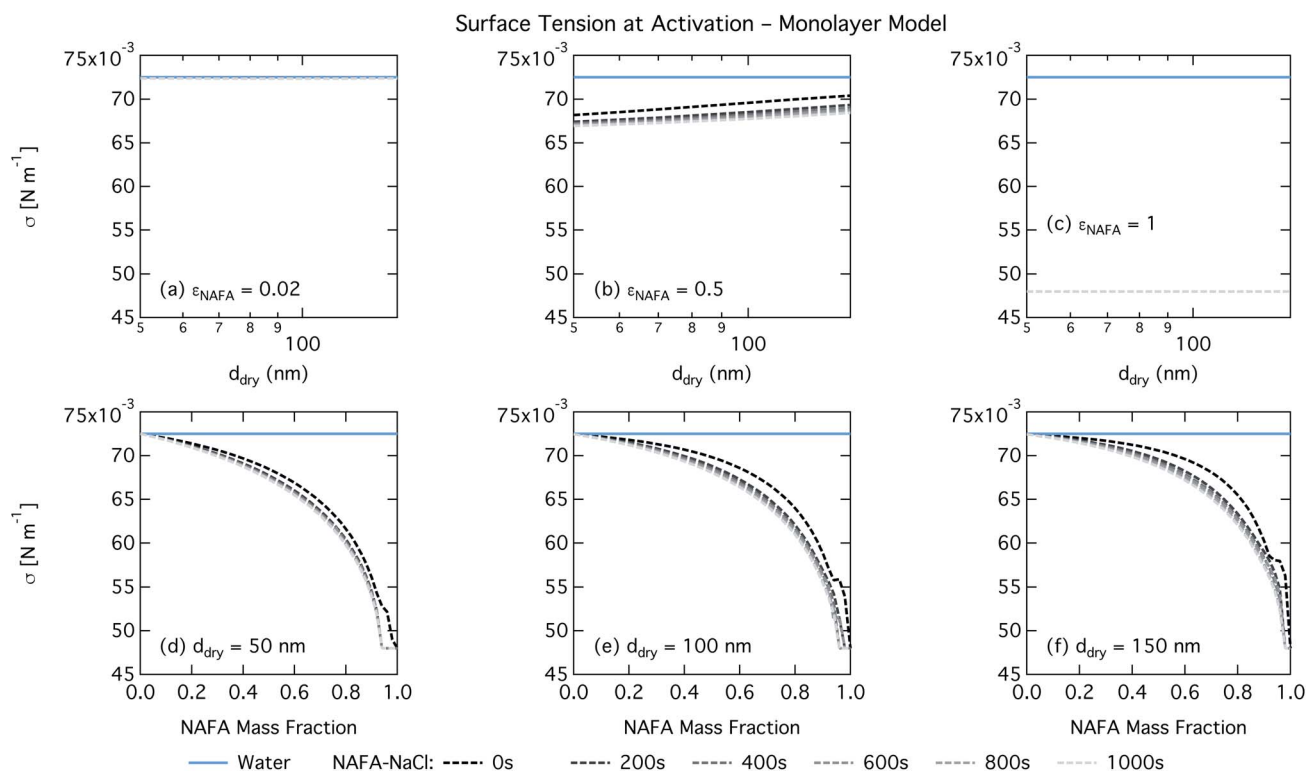 Surface Tension at Activation – Monolayer Model
75x10⁻³
70
65
60
55
50
45
σ [N m⁻¹]
(a) εNAFA = 0.02
5 6 7 8 9
100
d_dry (nm)
75x10⁻³
70
65
60
55
50
45
(b) εNAFA = 0.5
5 6 7 8 9
100
d_dry (nm)
75x10⁻³
70
65
60
55
50
45
(c) εNAFA = 1
5 6 7 8 9
100
d_dry (nm)
75x10⁻³
70
65
60
55
50
45
σ [N m⁻¹]
(d) d_dry = 50 nm
0.0 0.2 0.4 0.6 0.8 1.0
NAFA Mass Fraction
75x10⁻³
70
65
60
55
50
45
(e) d_dry = 100 nm
0.0 0.2 0.4 0.6 0.8 1.0
NAFA Mass Fraction
75x10⁻³
70
65
60
55
50
45
(f) d_dry = 150 nm
0.0 0.2 0.4 0.6 0.8 1.0
NAFA Mass Fraction
Water NAFA-NaCl: 0s 200s 400s 600s 800s 1000s